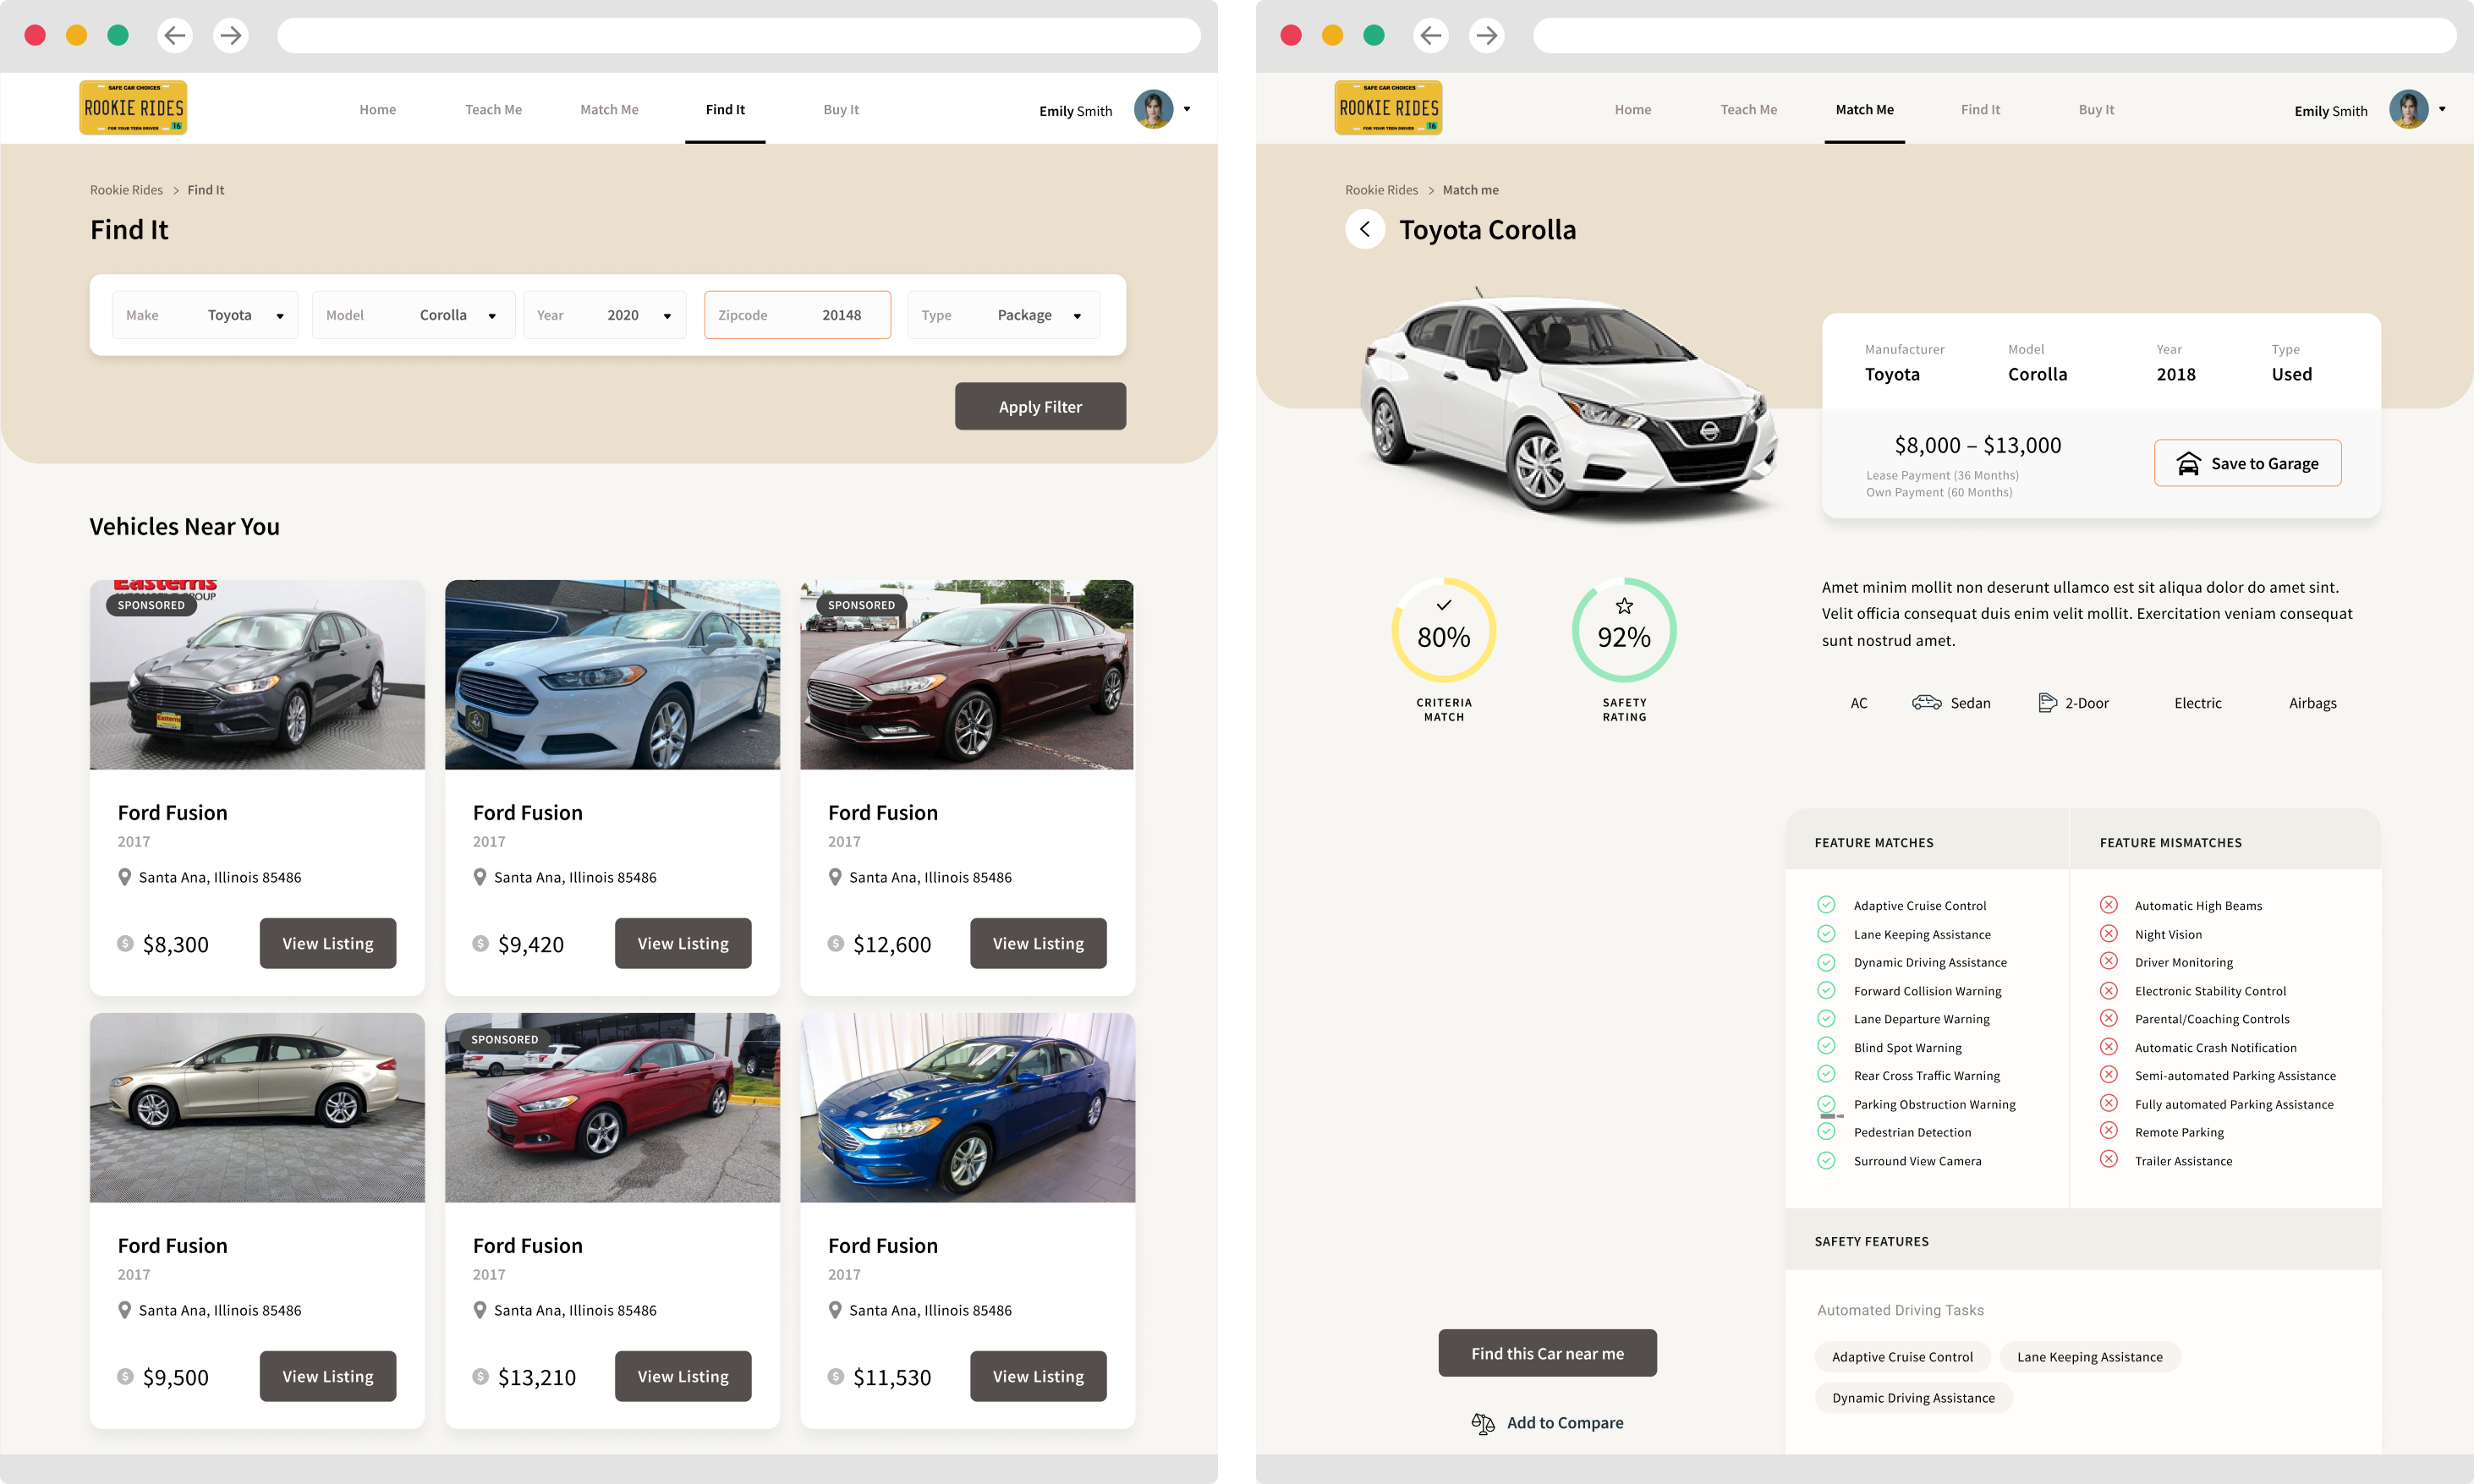 SAFE CAR CHOICES
ROOKIE RIDES
FOR YOUR TEEN DRIVER
16
Home
Teach Me
Match Me
Find It
Buy It
Emily Smith
Rookie Rides > Find It
Find It
Make Toyota
Model Corolla
Year 2020
Zipcode 20148
Type Package
Apply Filter
Vehicles Near You
Easterns
AUTOMOTIVE GROUP
SPONSORED
Easterns
Ford Fusion
2017
Santa Ana, Illinois 85486
$8,300
View Listing
Ford Fusion
2017
Santa Ana, Illinois 85486
$9,420
View Listing
SPONSORED
Ford Fusion
2017
Santa Ana, Illinois 85486
$12,600
View Listing
Ford Fusion
2017
Santa Ana, Illinois 85486
$9,500
View Listing
SPONSORED
Ford Fusion
2017
Santa Ana, Illinois 85486
$13,210
View Listing
Ford Fusion
2017
Santa Ana, Illinois 85486
$11,530
View Listing
SAFE CAR CHOICES
ROOKIE RIDES
FOR YOUR TEEN DRIVER
16
Home
Teach Me
Match Me
Find It
Buy It
Emily Smith
Rookie Rides > Match me
Toyota Corolla
Manufacturer
Toyota
Model
Corolla
Year
2018
Type
Used
$8,000 – $13,000
Lease Payment (36 Months)
Own Payment (60 Months)
Save to Garage
80%
CRITERIA
MATCH
92%
SAFETY
RATING
Amet minim mollit non deserunt ullamco est sit aliqua dolor do amet sint.
Velit officia consequat duis enim velit mollit. Exercitation veniam consequat
sunt nostrud amet.
AC
Sedan
2-Door
Electric
Airbags
FEATURE MATCHES
Adaptive Cruise Control
Lane Keeping Assistance
Dynamic Driving Assistance
Forward Collision Warning
Lane Departure Warning
Blind Spot Warning
Rear Cross Traffic Warning
Parking Obstruction Warning
Pedestrian Detection
Surround View Camera
FEATURE MISMATCHES
Automatic High Beams
Night Vision
Driver Monitoring
Electronic Stability Control
Parental/Coaching Controls
Automatic Crash Notification
Semi-automated Parking Assistance
Fully automated Parking Assistance
Remote Parking
Trailer Assistance
SAFETY FEATURES
Automated Driving Tasks
Adaptive Cruise Control
Lane Keeping Assistance
Dynamic Driving Assistance
Find this Car near me
Add to Compare